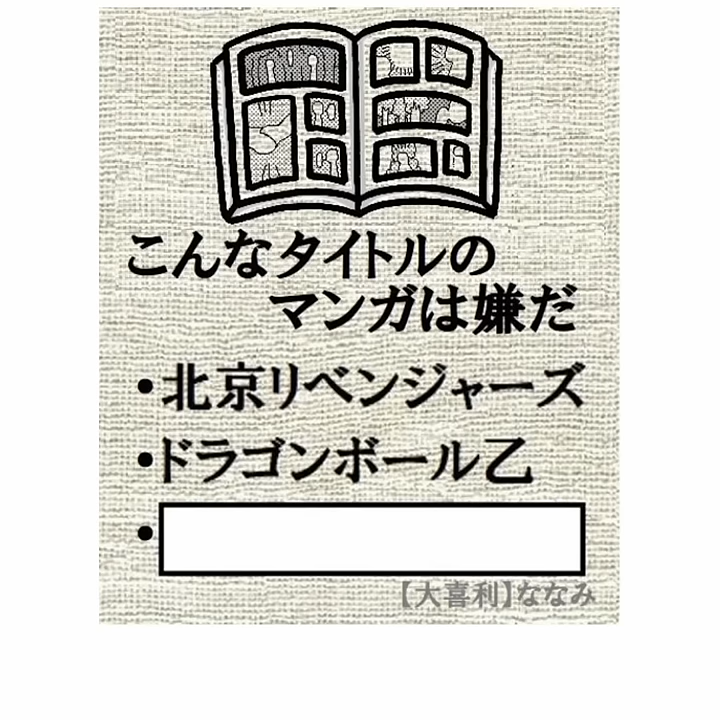 こんなタイトルの
マンガは嫌だ
•北京リベンジャーズ
•ドラゴンボール乙
•
【大喜利】ななみ